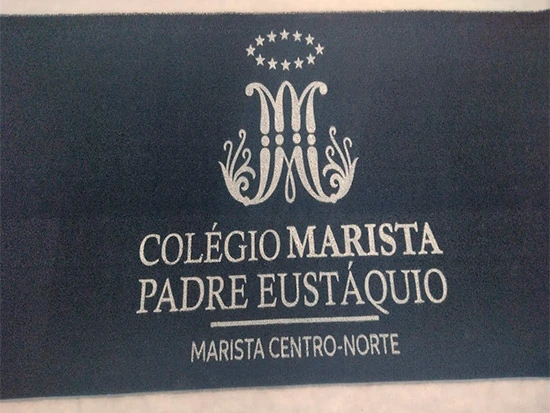 COLÉGIO MARISTA
PADRE EUSTÁQUIO
MARISTA CENTRO-NORTE